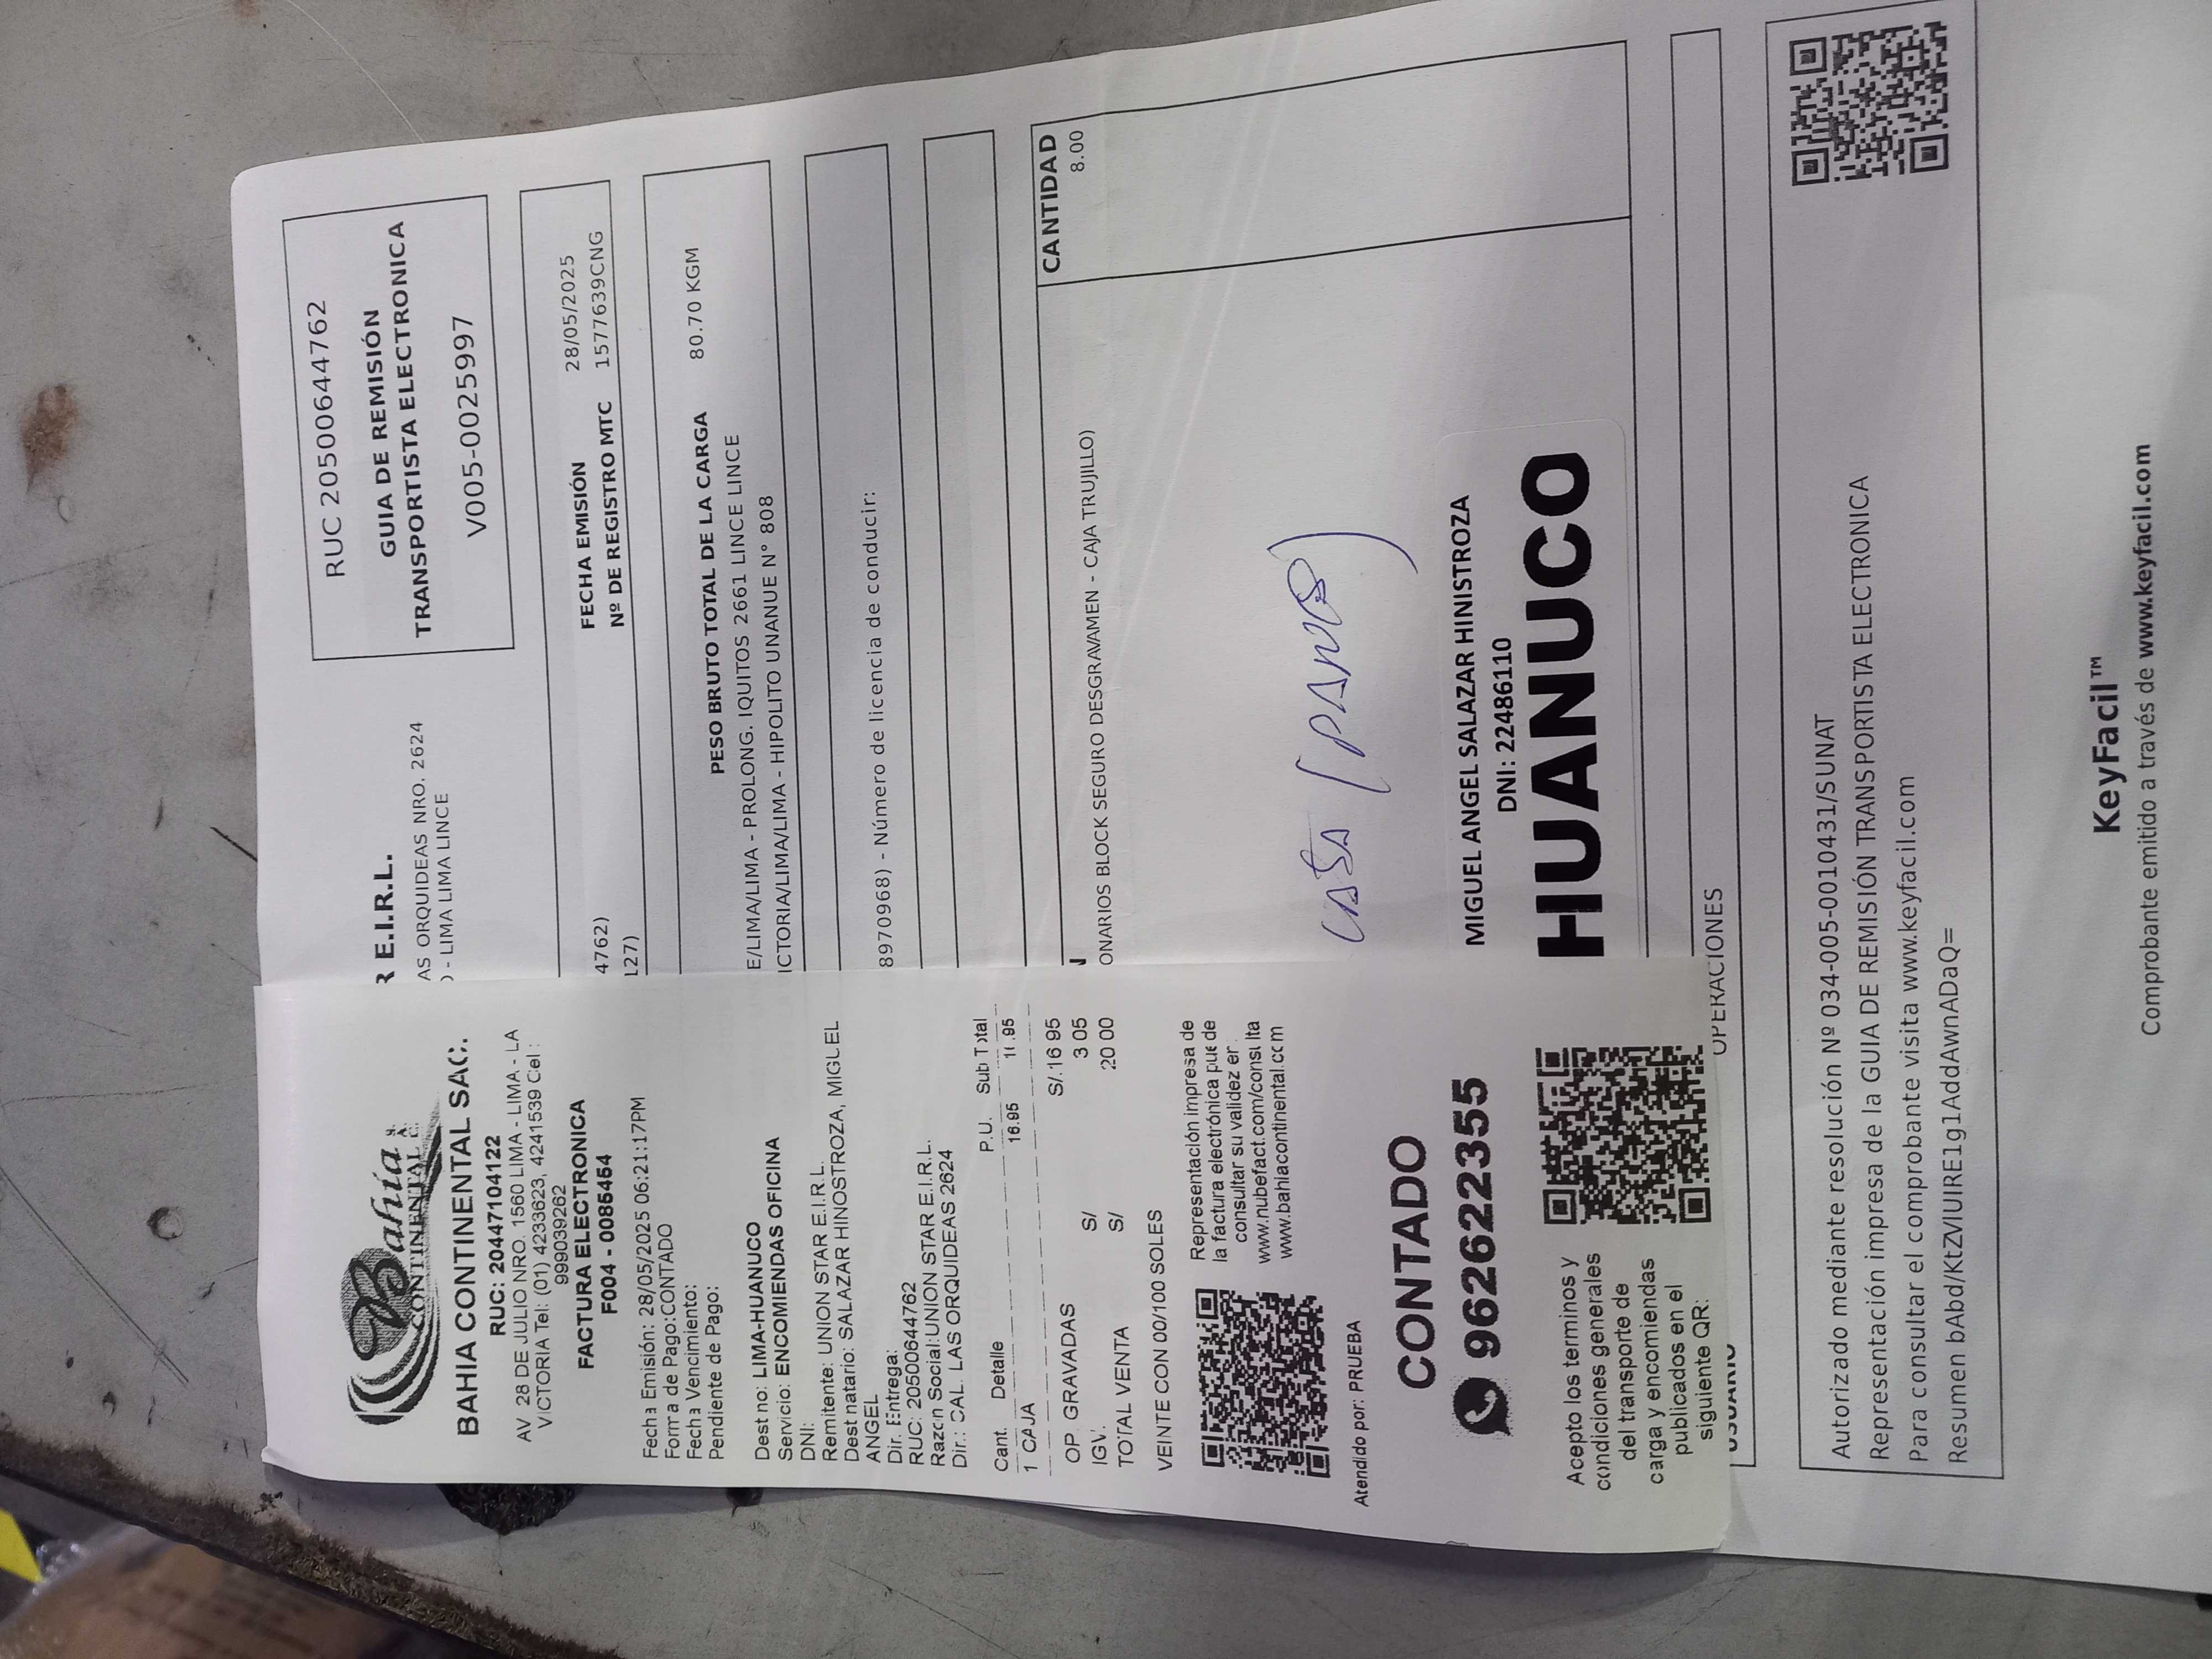 Bahía S.A.C.
CONTINENTAL
BAHIA CONTINENTAL SAC.
RUC: 20447104122
AV 28 DE JULIO NRO. 1560 LIMA - LIMA - LA
VICTORIA Tel: (01) 4233623, 4241539 Cel :
999039262
FACTURA ELECTRONICA
F004 - 0085454
Fecha Emisión: 28/05/2025 06:21:17PM
Forma de Pago:CONTADO
Fecha Vencimiento:
Pendiente de Pago:
Destino: LIMA-HUANUCO
Servicio: ENCOMIENDAS OFICINA
DNI:
Remitente: UNION STAR E.I.R.L.
Destinatario: SALAZAR HINOSTROZA, MIGUEL
ANGEL
Dir. Entrega:
RUC: 20500644762
Razon Social:UNION STAR E.I.R.L.
Dir.: CAL. LAS ORQUIDEAS 2624
Cant. Detalle P.U. Sub Total
1 CAJA 16.95 16.95
OP. GRAVADAS S/. 16.95
IGV. S/ 3.05
TOTAL VENTA S/ 20.00
VEINTE CON 00/100 SOLES
Representación impresa de
la factura electrónica puede
consultar su validez en
www.nubefact.com/consulta
www.bahiacontinental.com
Atendido por: PRUEBA
CONTADO
962622355
Acepto los terminos y
condiciones generales
del transporte de
carga y encomiendas
publicados en el
siguiente QR:
R E.I.R.L.
AS ORQUIDEAS NRO. 2624
) - LIMA LIMA LINCE
RUC 20500644762
GUIA DE REMISIÓN
TRANSPORTISTA ELECTRONICA
V005-0025997
4762) FECHA EMISIÓN 28/05/2025
127) Nº DE REGISTRO MTC 1577639CNG
PESO BRUTO TOTAL DE LA CARGA 80.70 KGM
E/LIMA/LIMA - PROLONG. IQUITOS 2661 LINCE LINCE
ICTORIA/LIMA/LIMA - HIPOLITO UNANUE N° 808
8970968) - Número de licencia de conducir:
CANTIDAD
ONARIOS BLOCK SEGURO DESGRAVAMEN - CAJA TRUJILLO) 8.00
MIGUEL ANGEL SALAZAR HINISTROZA
DNI: 22486110
HUANUCO
OPERACIONES
USUARIO
Autorizado mediante resolución Nº 034-005-0010431/SUNAT
Representación impresa de la GUIA DE REMISIÓN TRANSPORTISTA ELECTRONICA
Para consultar el comprobante visita www.keyfacil.com
Resumen bAbd/KtZVlUIRE1g1AddAwnADaQ=
KeyFacil™
Comprobante emitido a través de www.keyfacil.com